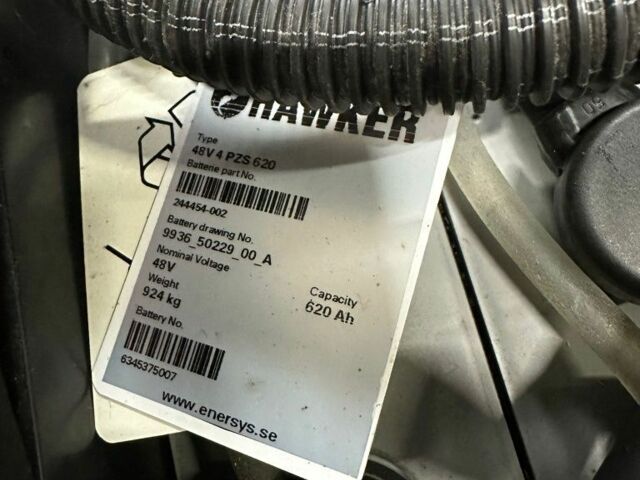 HAWKER
Type
48V 4 PZS 620
Batterie part No.
244454-002
Battery drawing No.
9936_50229_00_A
Nominal Voltage
48V
Weight
924 kg
Capacity
620 Ah
Battery No.
6345375007
www.enersys.se